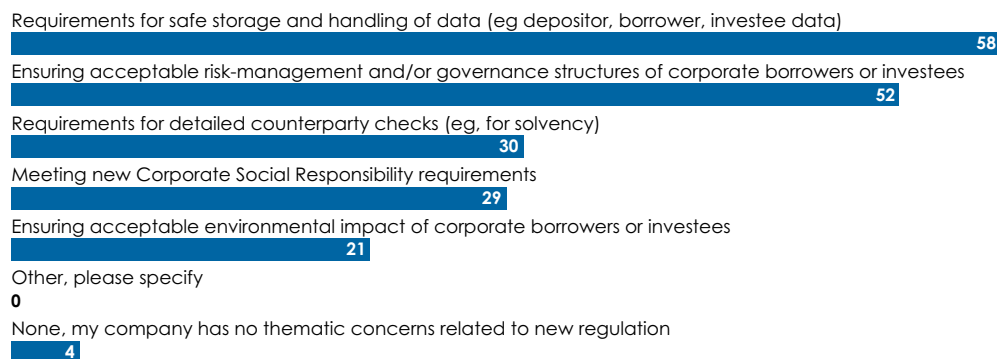 Requirements for safe storage and handling of data (eg depositor, borrower, investee data)
58
Ensuring acceptable risk-management and/or governance structures of corporate borrowers or investees
52
Requirements for detailed counterparty checks (eg, for solvency)
30
Meeting new Corporate Social Responsibility requirements
29
Ensuring acceptable environmental impact of corporate borrowers or investees
21
Other, please specify
0
None, my company has no thematic concerns related to new regulation
4